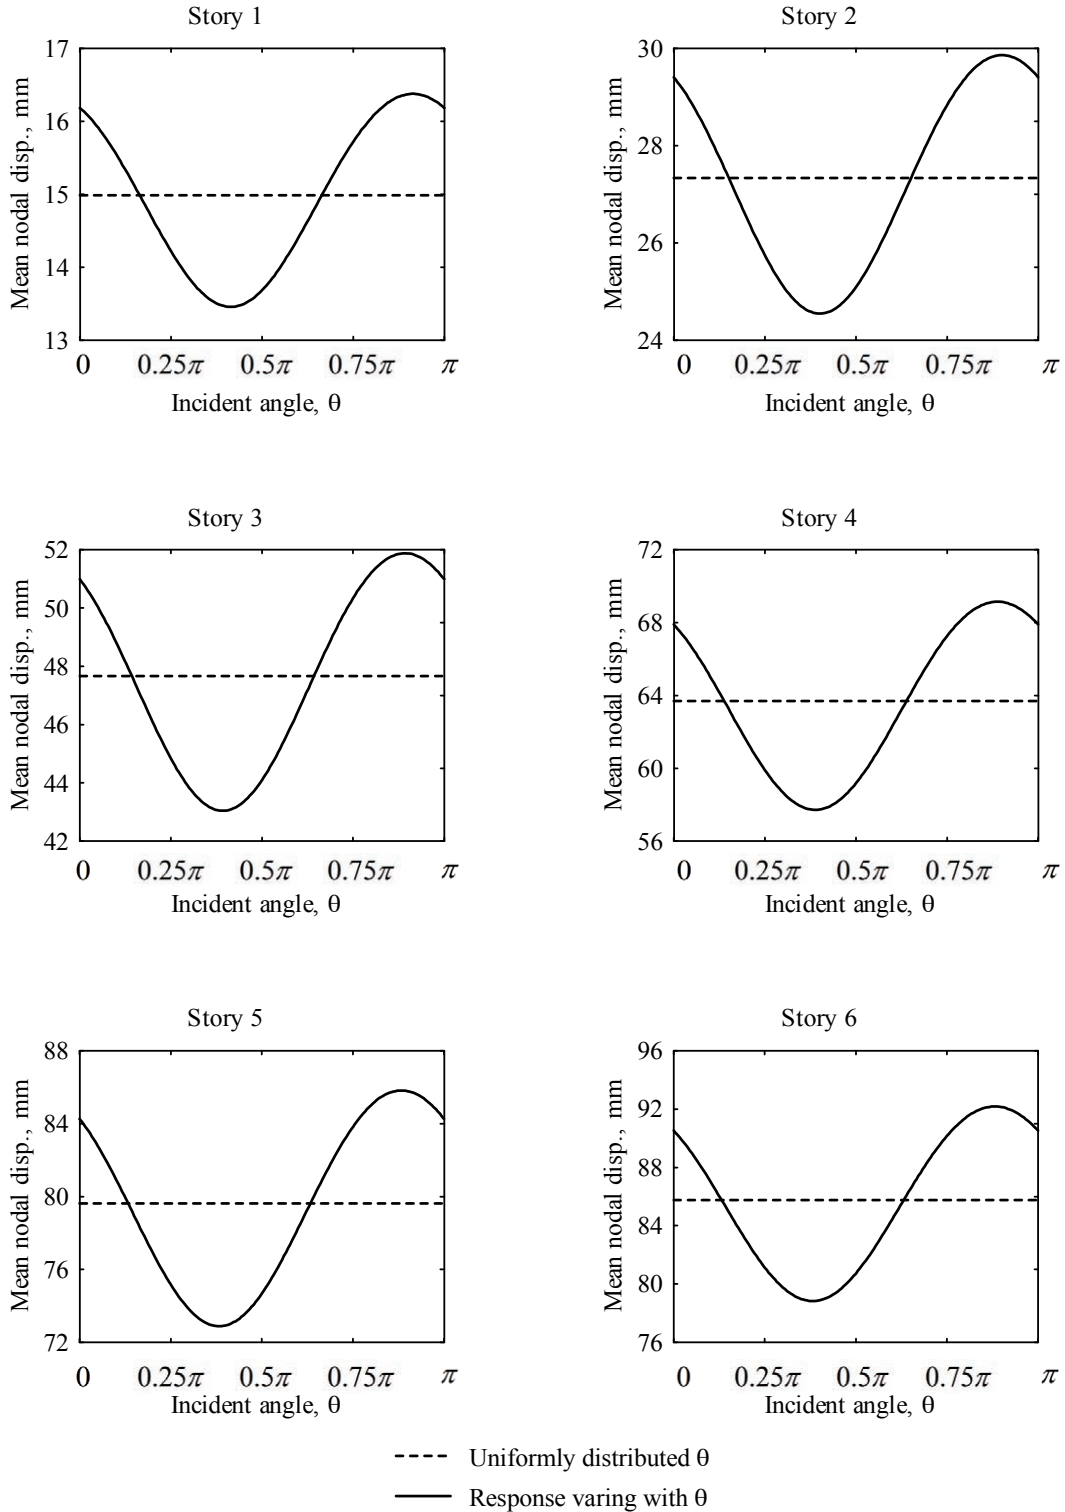 Story 1
Mean nodal disp., mm
17
16
15
14
13
0 0.25π 0.5π 0.75π π
Incident angle, θ
Story 2
Mean nodal disp., mm
30
28
26
24
0 0.25π 0.5π 0.75π π
Incident angle, θ
Story 3
Mean nodal disp., mm
52
50
48
46
44
42
0 0.25π 0.5π 0.75π π
Incident angle, θ
Story 4
Mean nodal disp., mm
72
68
64
60
56
0 0.25π 0.5π 0.75π π
Incident angle, θ
Story 5
Mean nodal disp., mm
88
84
80
76
72
0 0.25π 0.5π 0.75π π
Incident angle, θ
Story 6
Mean nodal disp., mm
96
92
88
84
80
76
0 0.25π 0.5π 0.75π π
Incident angle, θ
Uniformly distributed θ
Response varing with θ